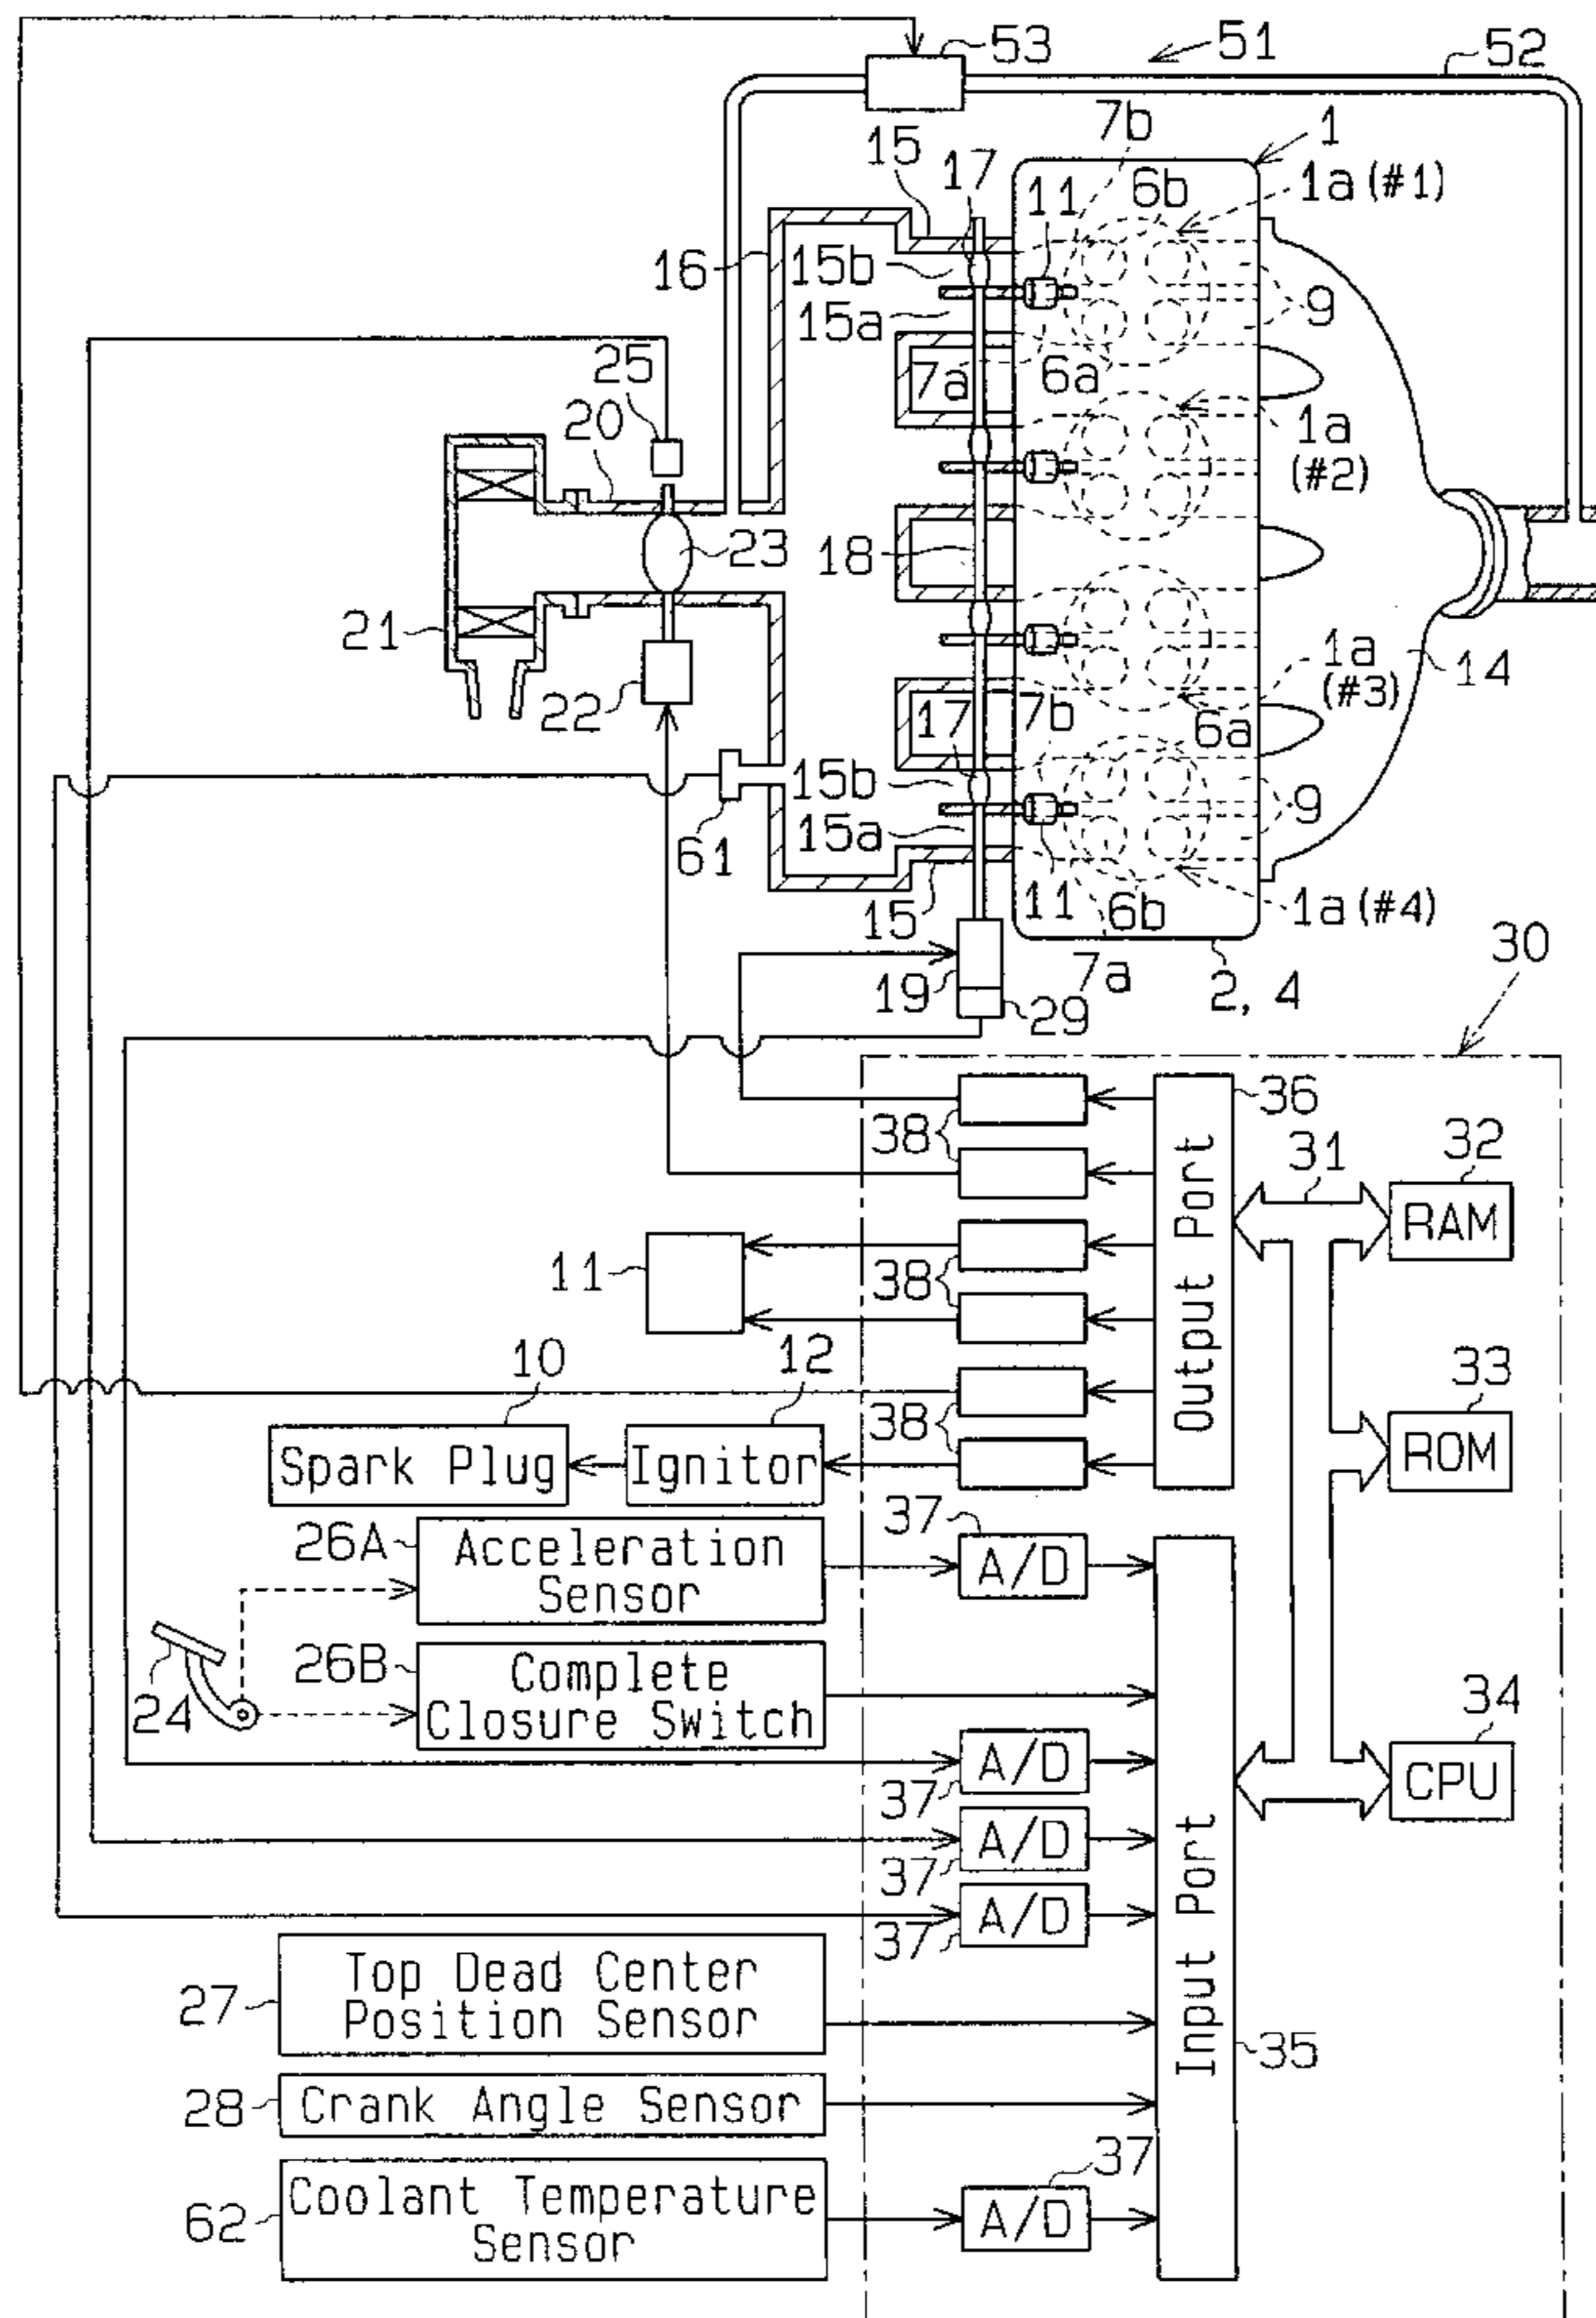 53
51
52
7b
1
15
17
11
6b
1a (#1)
16
15b
9
15a
25
7a
6a
20
1a
(#2)
23
18
21
1a
(#3)
14
22
17
7b
6a
15b
9
61
15a
11
6b
1a (#4)
15
30
19
7a
2, 4
29
36
38
31
32
RAM
Output Port
11
38
10
12
33
38
ROM
Spark Plug
Ignitor
37
26A
Acceleration
Sensor
A/D
26B
Complete
Closure Switch
24
34
A/D
CPU
37
A/D
37
A/D
37
Input Port
27
Top Dead Center
Position Sensor
35
28
Crank Angle Sensor
37
62
Coolant Temperature
Sensor
A/D